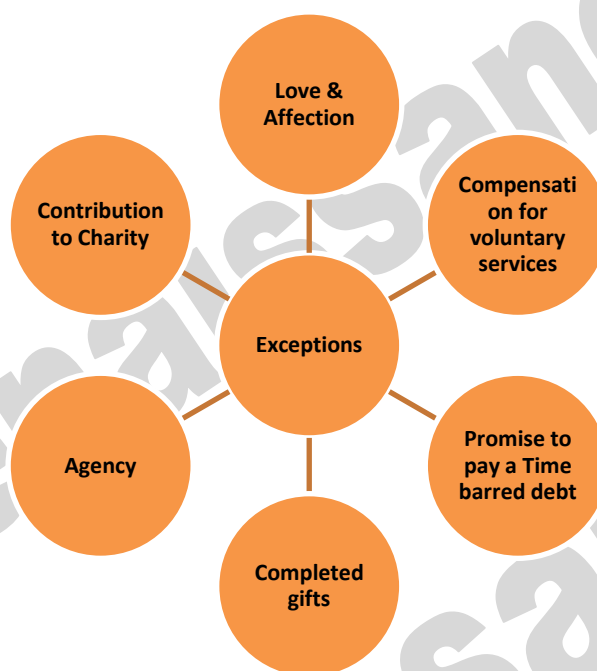 Love &
Affection
Compensati
on for
voluntary
services
Contribution
to Charity
Exceptions
Agency
Promise to
pay a Time
barred debt
Completed
gifts